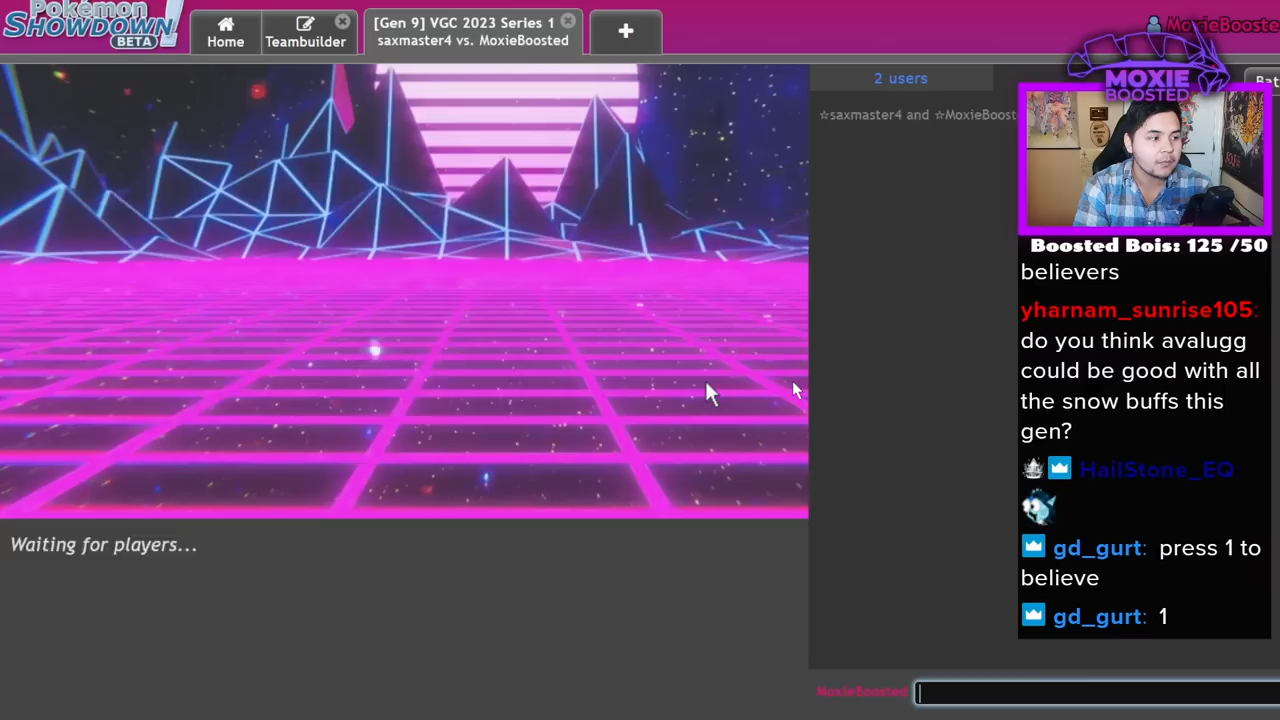 Pokémon
SHOWDOWN!
BETA
Home
Teambuilder
[Gen 9] VGC 2023 Series 1
saxmaster4 vs. MoxieBoosted
+
MoxieBooste
2 users
Bat
☆saxmaster4 and ☆MoxieBoost
MOXIE
BOOSTED
Boosted Bois: 125 /50
believers
yharnam_sunrise105:
do you think avalugg
could be good with all
the snow buffs this
gen?
HailStone_EQ
gd_gurt: press 1 to
believe
gd_gurt: 1
Waiting for players...
MoxieBoosted